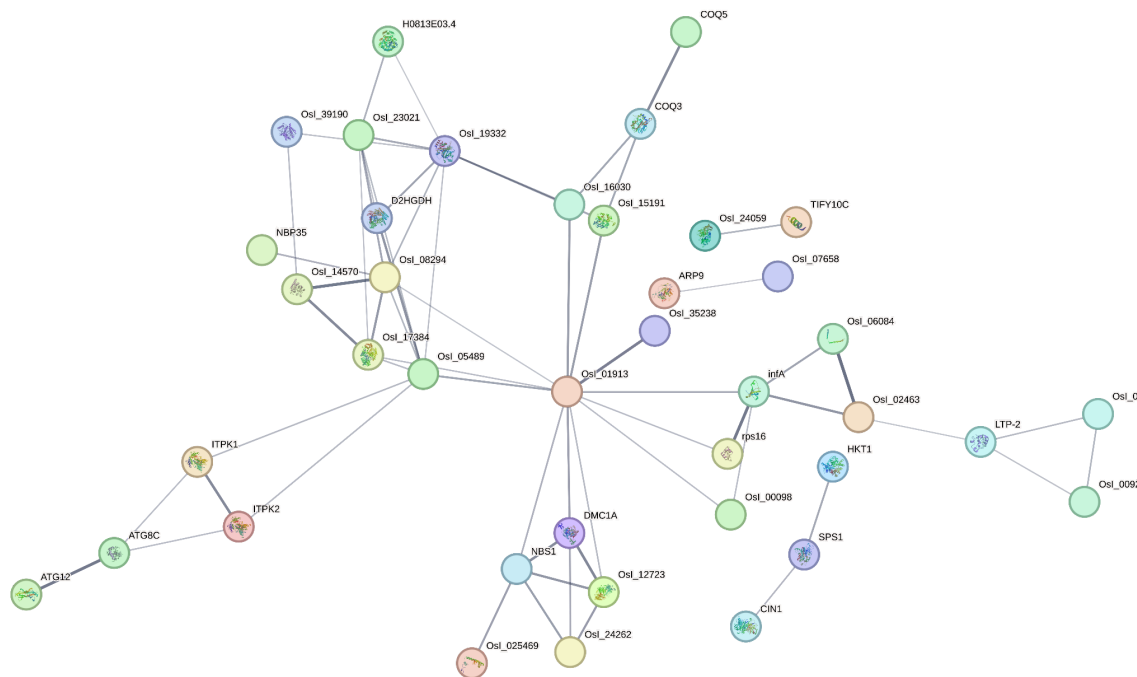 COQ5
H0813E03.4
COQ3
OsI_39190
OsI_23021
OsI_19332
OsI_16030
D2HGDH
OsI_15191
TIFY10C
OsI_24059
NBP35
OsI_08294
OsI_14570
OsI_07658
ARP9
OsI_35238
OsI_06084
OsI_17384
OsI_05489
OsI_01913
infA
OsI_02463
OsI_0
LTP-2
rps16
ITPK1
HKT1
OsI_0092
OsI_00098
ITPK2
DMC1A
ATG8C
SPS1
NBS1
OsI_12723
ATG12
CIN1
OsI_24262
OsI_025469